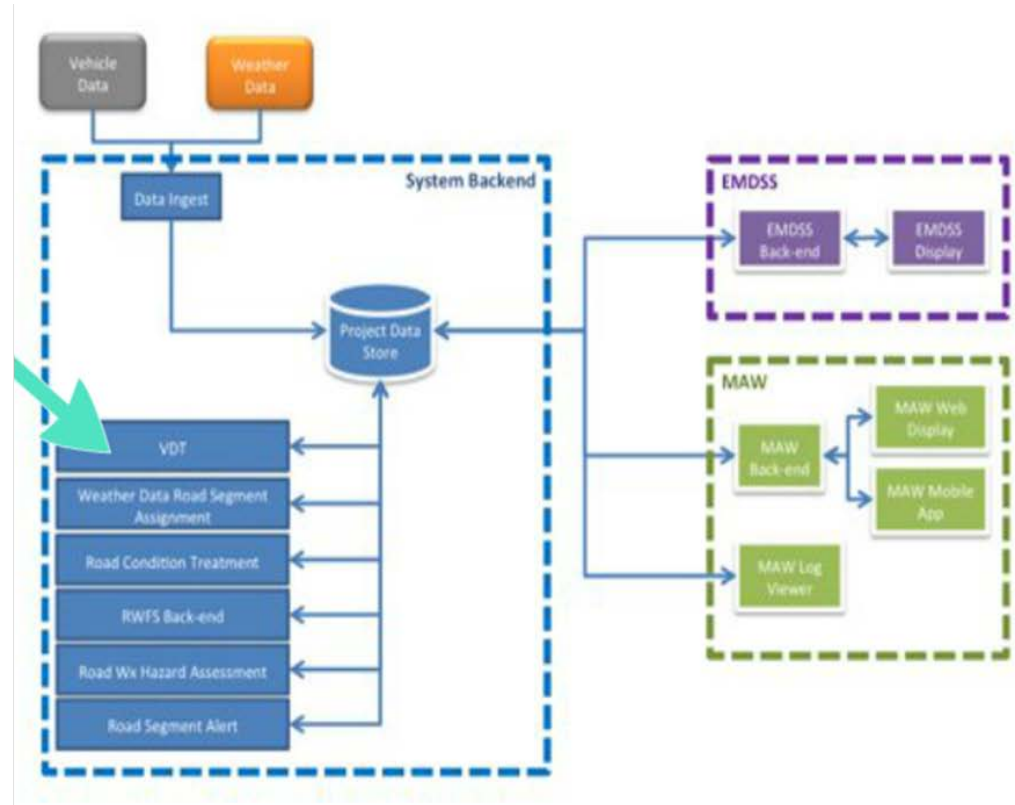 Vehicle
Data
Weather
Data
System Backend
Data Ingest
Project Data
Store
VDT
Weather Data Road Segment
Assignment
Road Condition Treatment
RWFS Back-end
Road Wx Hazard Assessment
Road Segment Alert
EMDSS
EMDSS
Back-end
EMDSS
Display
MAW
MAW
Back-end
MAW Web
Display
MAW Mobile
App
MAW Log
Viewer